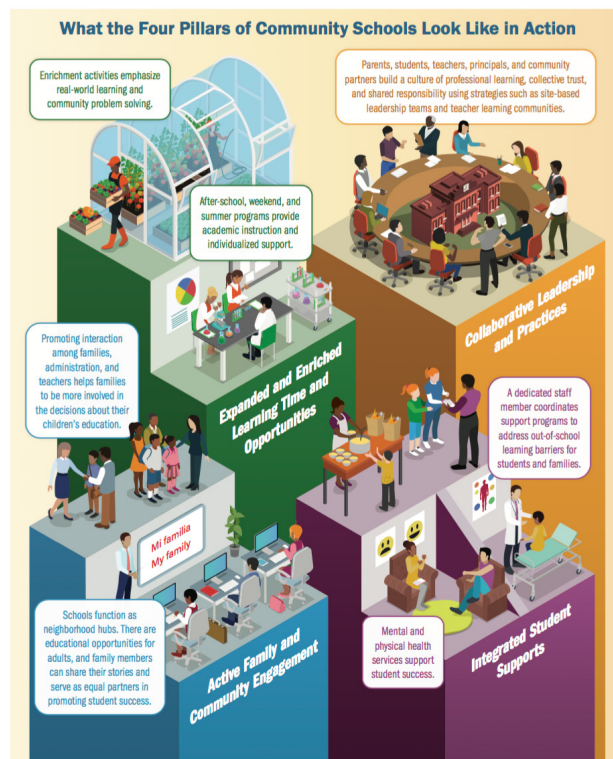 What the Four Pillars of Community Schools Look Like in Action
Enrichment activities emphasize
real-world learning and
community problem solving.
Parents, students, teachers, principals, and community
partners build a culture of professional learning, collective trust,
and shared responsibility using strategies such as site-based
leadership teams and teacher learning communities.
After-school, weekend, and
summer programs provide
academic instruction and
individualized support.
Collaborative Leadership
and Practices
Expanded and Enriched
Learning Time and
Opportunities
Promoting interaction
among families,
administration, and
teachers helps families
to be more involved in
the decisions about their
children's education.
A dedicated staff
member coordinates
support programs to
address out-of-school
learning barriers for
students and families.
Mi familia
My family
Schools function as
neighborhood hubs. There are
educational opportunities for
adults, and family members
can share their stories and
serve as equal partners in
promoting student success.
Active Family and
Community Engagement
Mental and
physical health
services support
student success.
Integrated Student
Supports